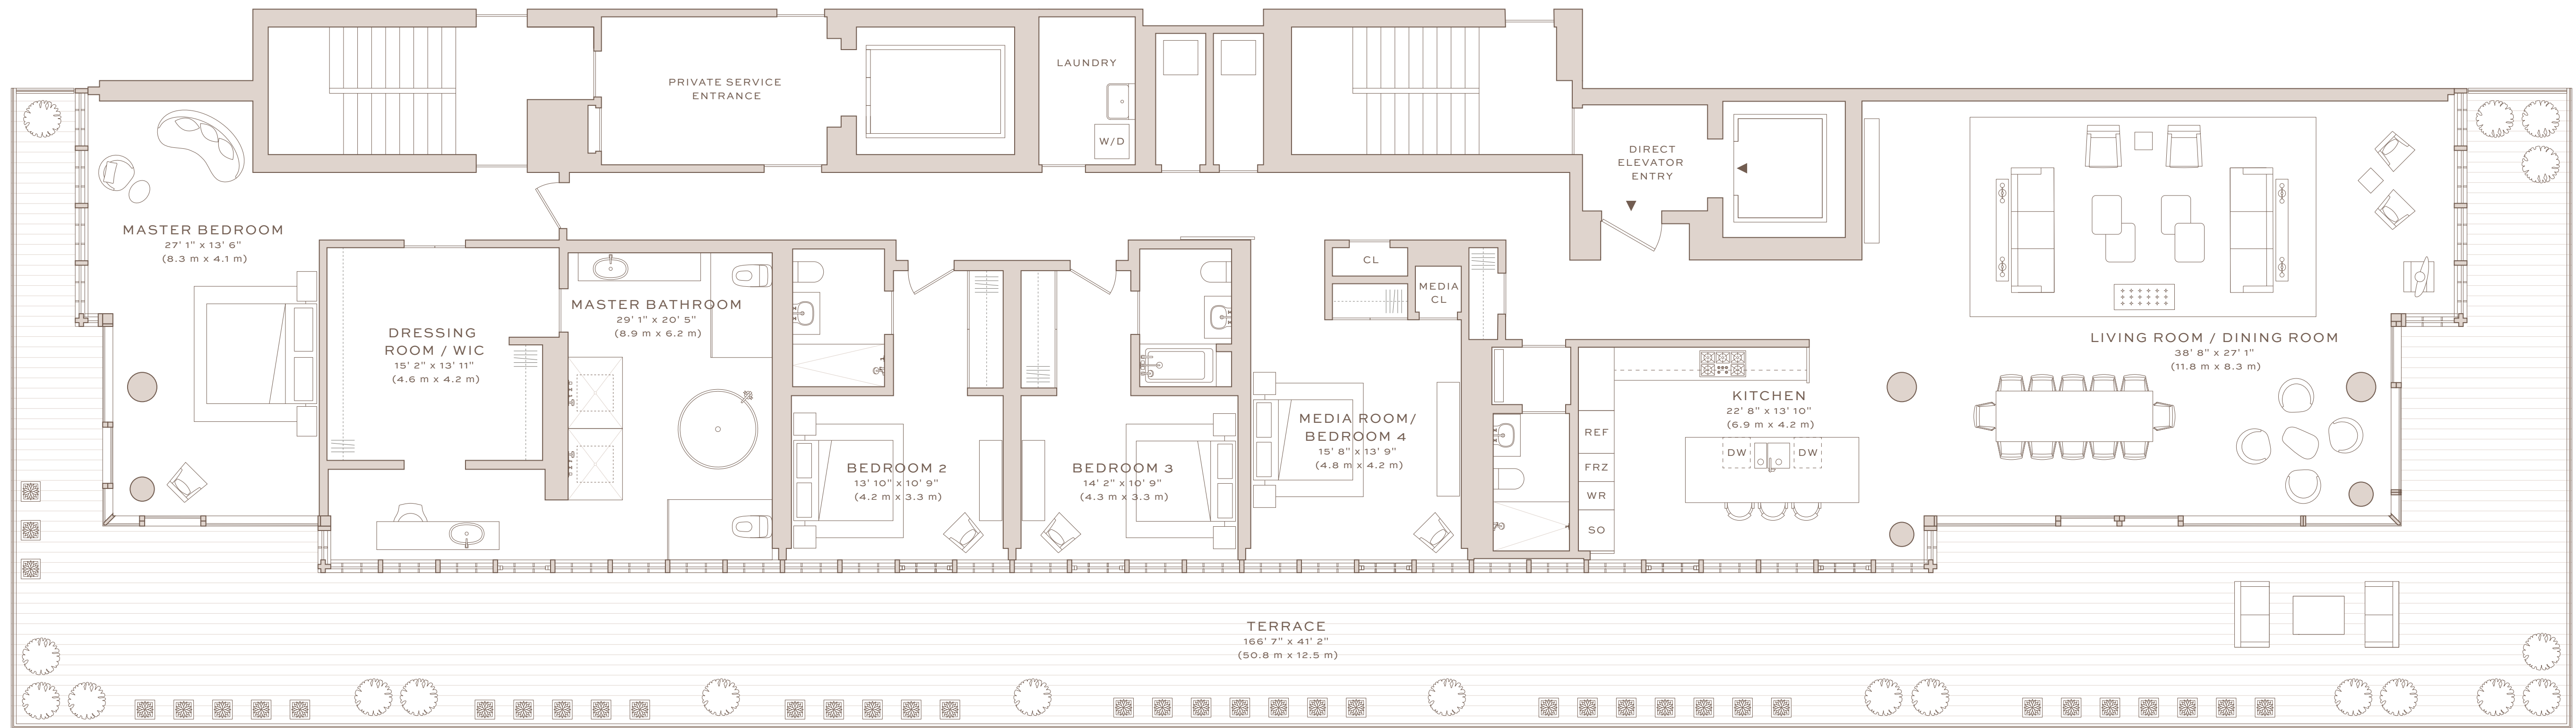 PRIVATE SERVICE
ENTRANCE
LAUNDRY
W/D
DIRECT
ELEVATOR
ENTRY
MASTER BEDROOM
27' 1" x 13' 6"
(8.3 m x 4.1 m)
DRESSING
ROOM / WIC
15' 2" x 13' 11"
(4.6 m x 4.2 m)
MASTER BATHROOM
29' 1" x 20' 5"
(8.9 m x 6.2 m)
BEDROOM 2
13' 10" x 10' 9"
(4.2 m x 3.3 m)
BEDROOM 3
14' 2" x 10' 9"
(4.3 m x 3.3 m)
CL
MEDIA
CL
MEDIA ROOM/
BEDROOM 4
15' 8" x 13' 9"
(4.8 m x 4.2 m)
KITCHEN
22' 8" x 13' 10"
(6.9 m x 4.2 m)
REF
FRZ
WR
SO
DW
DW
LIVING ROOM / DINING ROOM
38' 8" x 27' 1"
(11.8 m x 8.3 m)
TERRACE
166' 7" x 41' 2"
(50.8 m x 12.5 m)